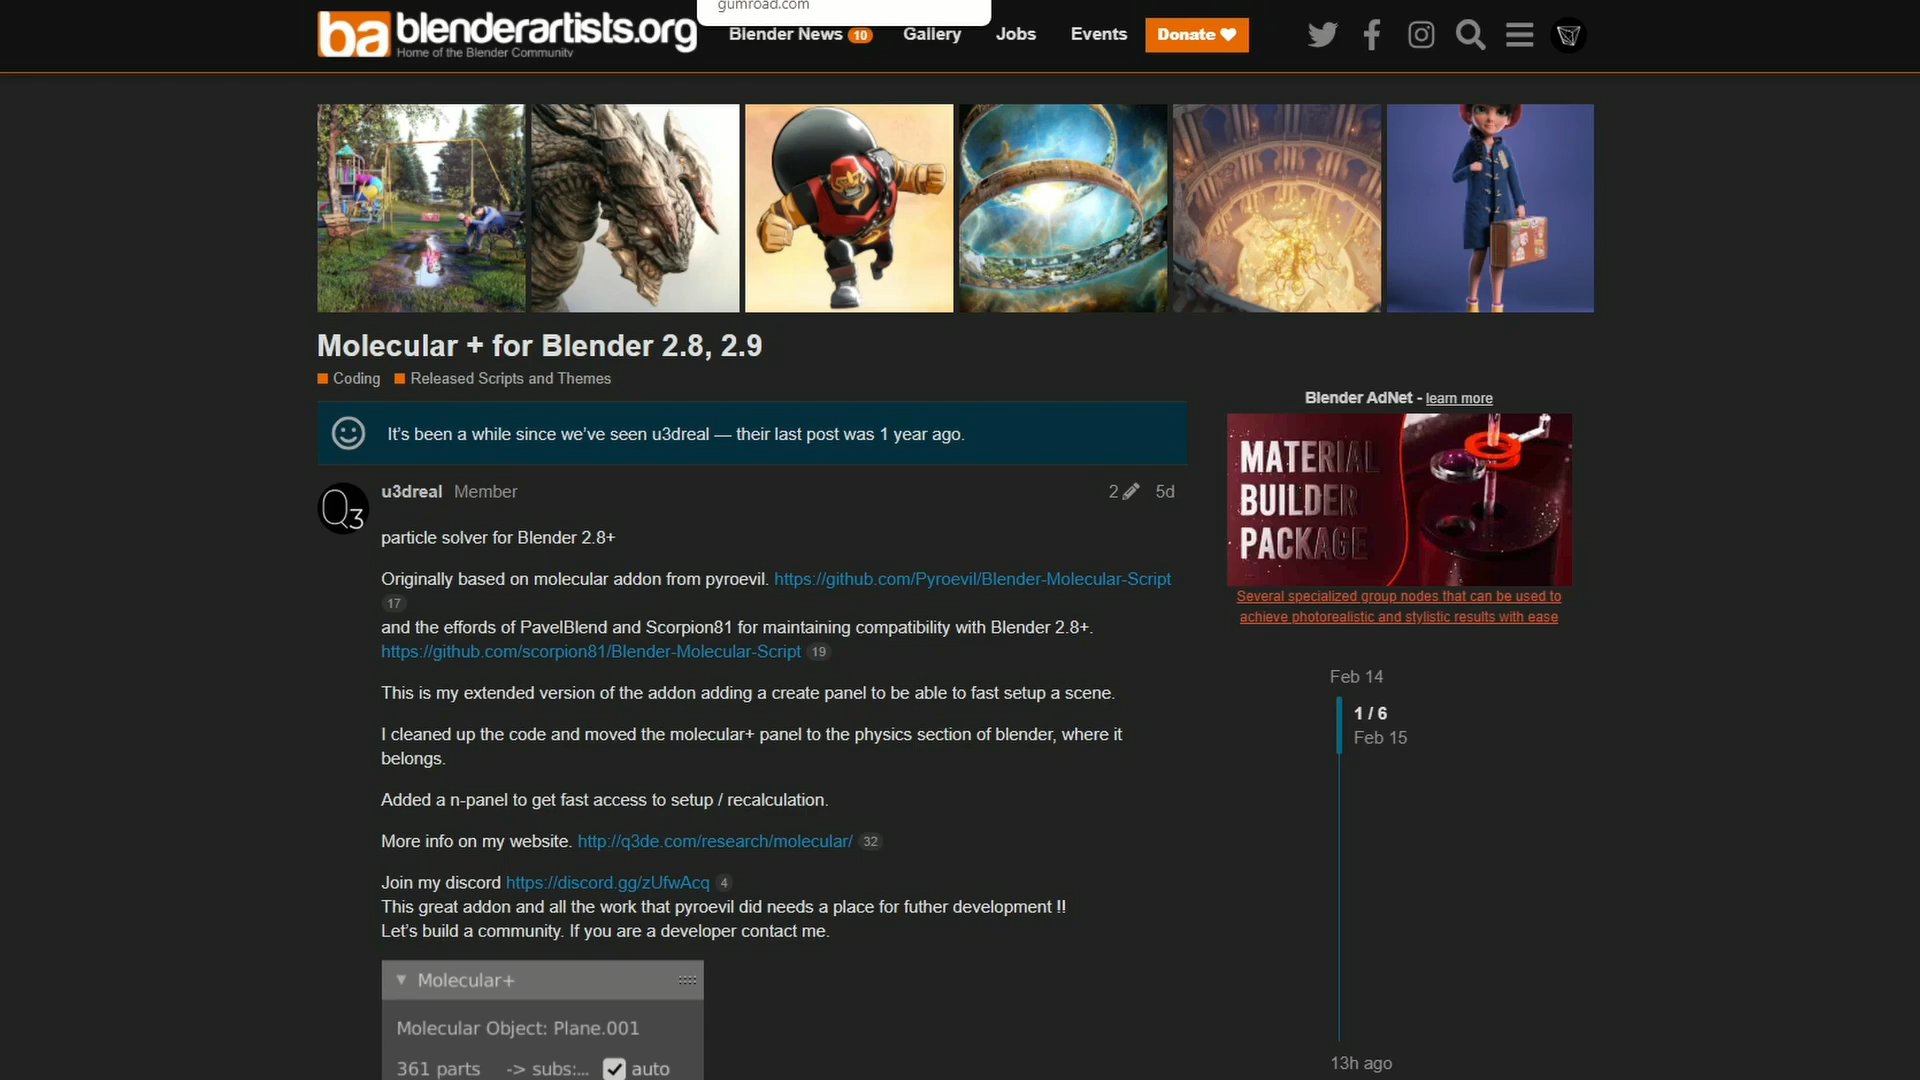 gumroad.com
ba blenderartists.org
Home of the Blender Community
Blender News 10
Gallery
Jobs
Events
Donate
Molecular + for Blender 2.8, 2.9
Coding
Released Scripts and Themes
It's been a while since we've seen u3dreal — their last post was 1 year ago.
Q3
u3dreal Member
2
5d
particle solver for Blender 2.8+
Originally based on molecular addon from pyroevil. https://github.com/Pyroevil/Blender-Molecular-Script
17
and the effords of PavelBlend and Scorpion81 for maintaining compatibility with Blender 2.8+.
https://github.com/scorpion81/Blender-Molecular-Script 19
This is my extended version of the addon adding a create panel to be able to fast setup a scene.
I cleaned up the code and moved the molecular+ panel to the physics section of blender, where it
belongs.
Added a n-panel to get fast access to setup / recalculation.
More info on my website. http://q3de.com/research/molecular/ 32
Join my discord https://discord.gg/zUfwAcq 4
This great addon and all the work that pyroevil did needs a place for futher development !!
Let's build a community. If you are a developer contact me.
Molecular+
Molecular Object: Plane.001
361 parts -> subs:... auto
Blender AdNet - learn more
MATERIAL
BUILDER
PACKAGE
Several specialized group nodes that can be used to
achieve photorealistic and stylistic results with ease
Feb 14
1 / 6
Feb 15
13h ago